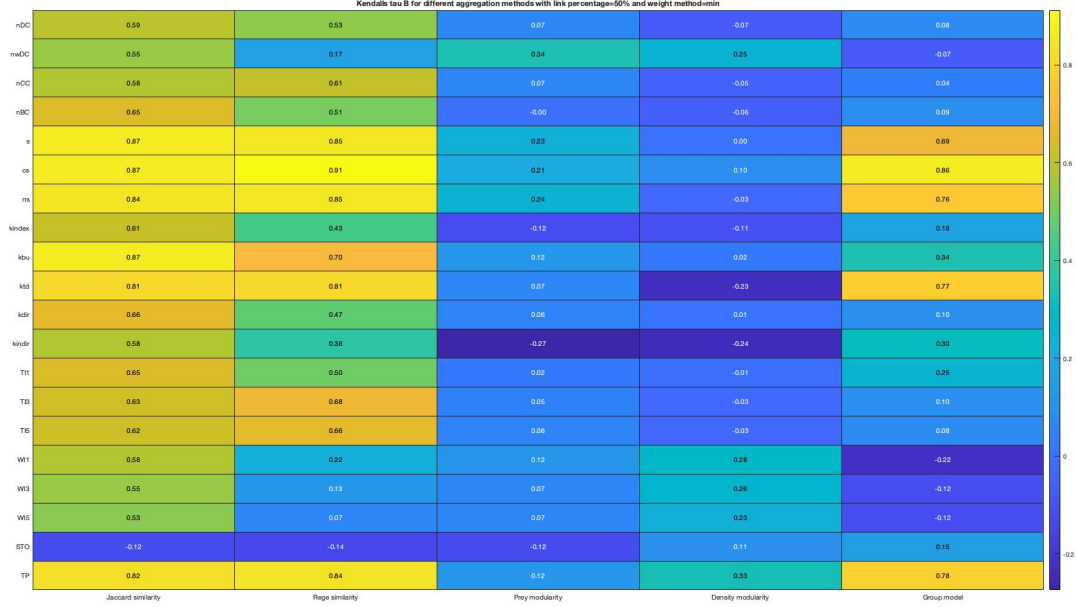 Kendalls tau B for different aggregation methods with link percentage=50% and weight method=min
nDC 0.59 0.53 0.07 -0.07 0.08
nwDC 0.55 0.17 0.34 0.25 -0.07
nCC 0.58 0.61 0.07 -0.05 0.04
nBC 0.65 0.51 -0.00 -0.06 0.09
s 0.87 0.85 0.23 0.00 0.69
os 0.87 0.91 0.21 0.10 0.86
ns 0.84 0.85 0.24 -0.03 0.76
kindex 0.61 0.43 -0.12 -0.11 0.18
kbu 0.87 0.70 0.12 0.02 0.34
ktd 0.81 0.81 0.07 -0.23 0.77
kdir 0.66 0.47 0.06 0.01 0.10
kindir 0.58 0.38 -0.27 -0.24 0.30
TI1 0.65 0.50 0.02 -0.01 0.25
TI3 0.63 0.68 0.05 -0.03 0.10
TI5 0.62 0.66 0.06 -0.03 0.08
WI1 0.58 0.22 0.12 0.28 -0.22
WI3 0.55 0.13 0.07 0.26 -0.12
WI5 0.53 0.07 0.07 0.23 -0.12
STO -0.12 -0.14 -0.12 0.11 0.15
TP 0.82 0.84 0.12 0.33 0.78
Jaccard similarity Rege similarity Prey modularity Density modularity Group model
0.8
0.6
0.4
0.2
0
-0.2